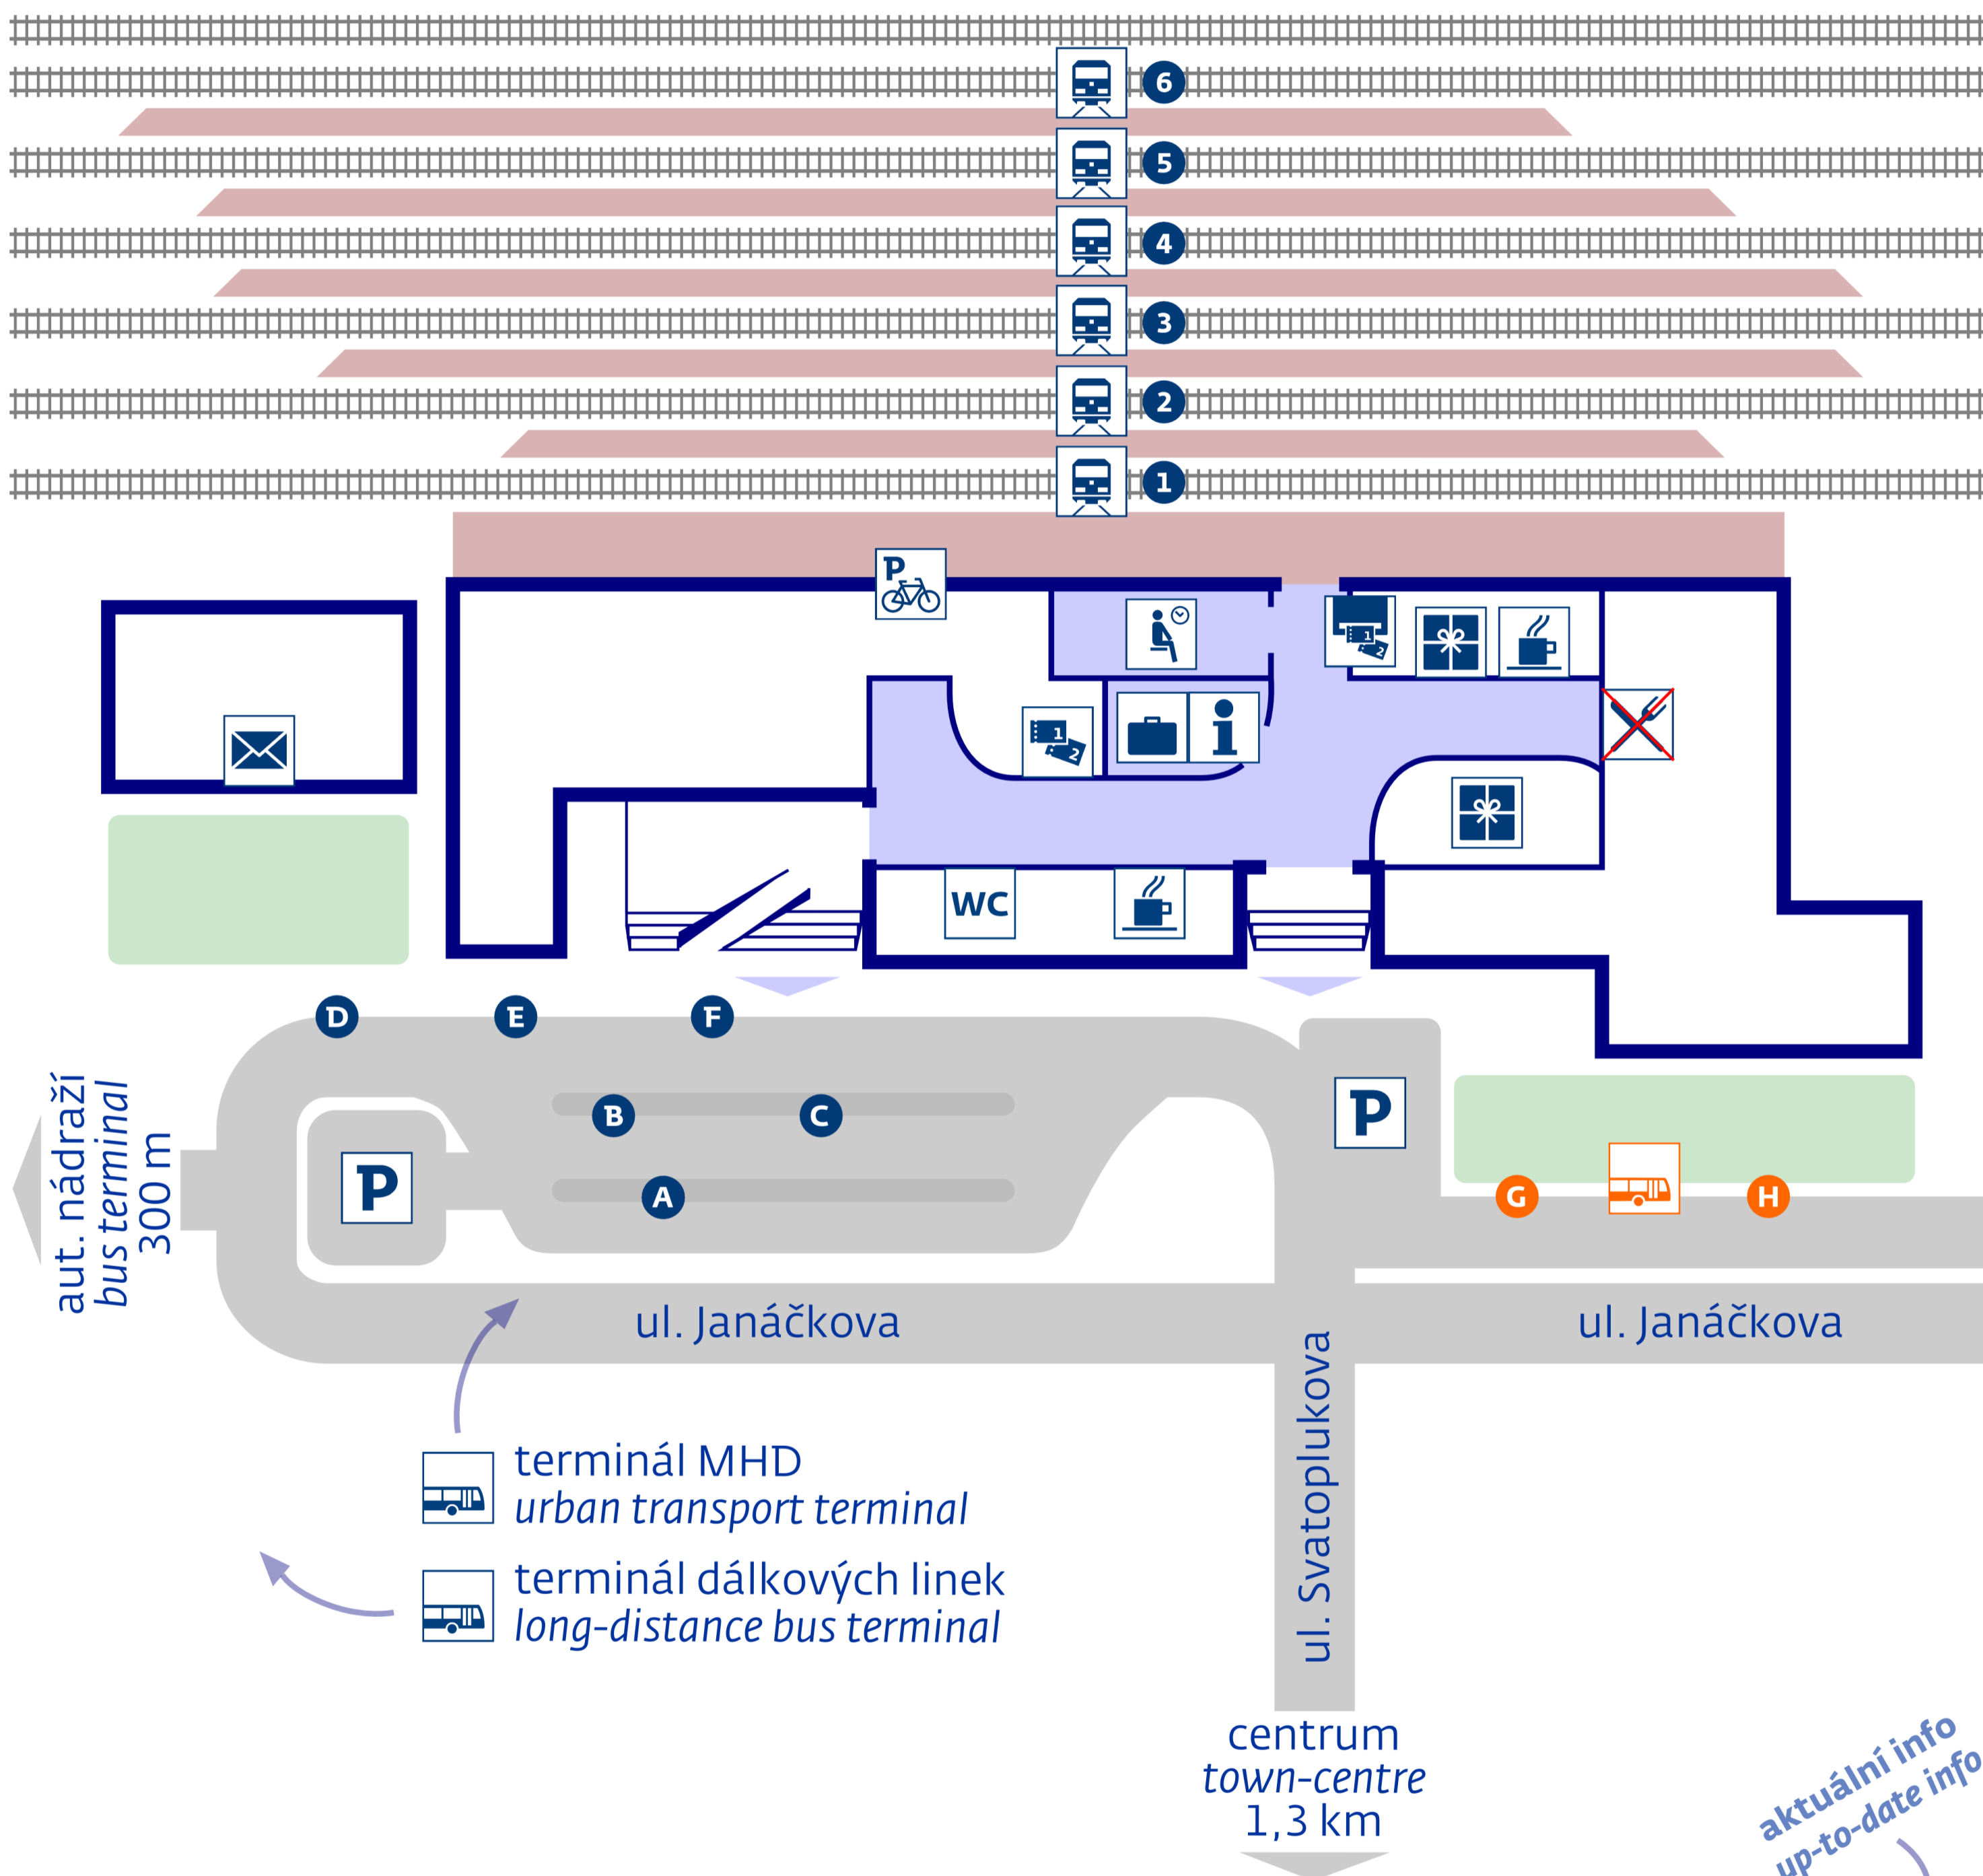 6
5
4
3
2
1
P
1
2
1
2
WC
D
E
F
B
C
A
P
P
G
H
aut. nádraží
bus terminal
300 m
ul. Janáčkova
ul. Janáčkova
ul. Svatoplukova
terminál MHD
urban transport terminal
terminál dálkových linek
long-distance bus terminal
centrum
town-centre
1,3 km
aktuální info
up-to-date info